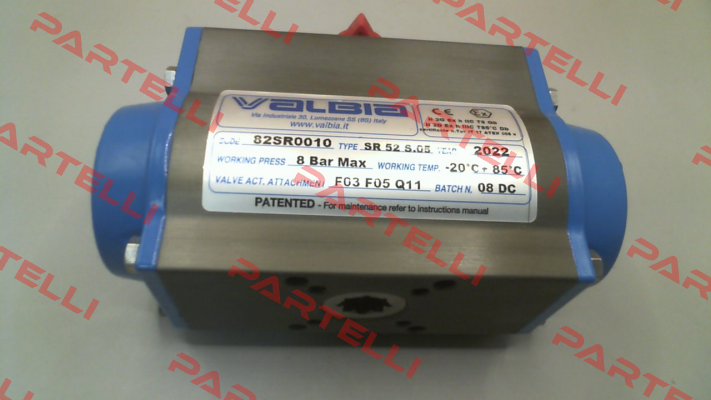 VALBIA
Via Industriale 30, Lumezzane SS (BS) Italy
www.valbia.it
CODE 82SR0010 TYPE SR 52 S.05 YEAR 2022
WORKING PRESS 8 Bar Max WORKING TEMP. -20°C + 85°C
VALVE ACT. ATTACHMENT F03 F05 Q11 BATCH N. 08 DC
PATENTED - For maintenance refer to instructions manual
CE Ex
PARTELLI
PARTELLI
PARTELLI
PARTELLI
PARTELLI
PARTELLI
PARTELLI